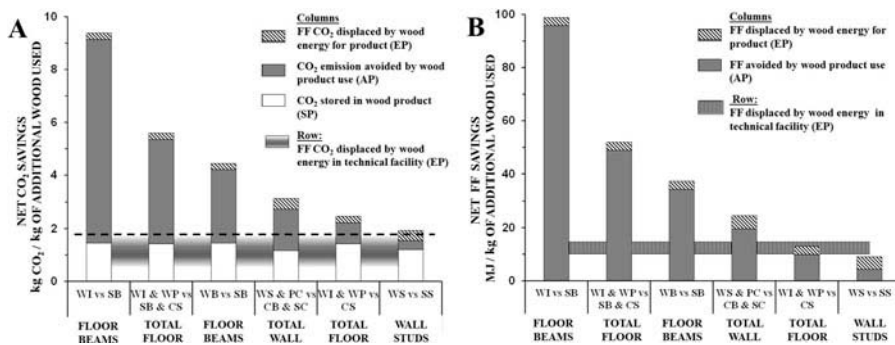 A
NET CO₂ SAVINGS
kg CO₂ / kg OF ADDITIONAL WOOD USED
10
8
6
4
2
0
Columns
FF CO₂ displaced by wood
energy for product (EP)
CO₂ emission avoided by wood
product use (AP)
CO₂ stored in wood product
(SP)
Row:
FF CO₂ displaced by wood
energy in technical facility (EP)
WI vs SB
WI & WP vs
SB & CS
WB vs SB
WS & PC vs
CB & SC
WI & WP vs
CS
WS vs SS
FLOOR
BEAMS
TOTAL
FLOOR
FLOOR
BEAMS
TOTAL
WALL
TOTAL
FLOOR
WALL
STUDS
B
NET FF SAVINGS
MJ / kg OF ADDITIONAL WOOD USED
100
80
60
40
20
0
Columns
FF displaced by wood energy for
product (EP)
FF avoided by wood product use
(AP)
Row:
FF displaced by wood energy in
technical facility (EP)
WI vs SB
WI & WP vs
SB & CS
WB vs SB
WS & PC vs
CB & SC
WI & WP vs
CS
WS vs SS
FLOOR
BEAMS
TOTAL
FLOOR
FLOOR
BEAMS
TOTAL
WALL
TOTAL
FLOOR
WALL
STUDS